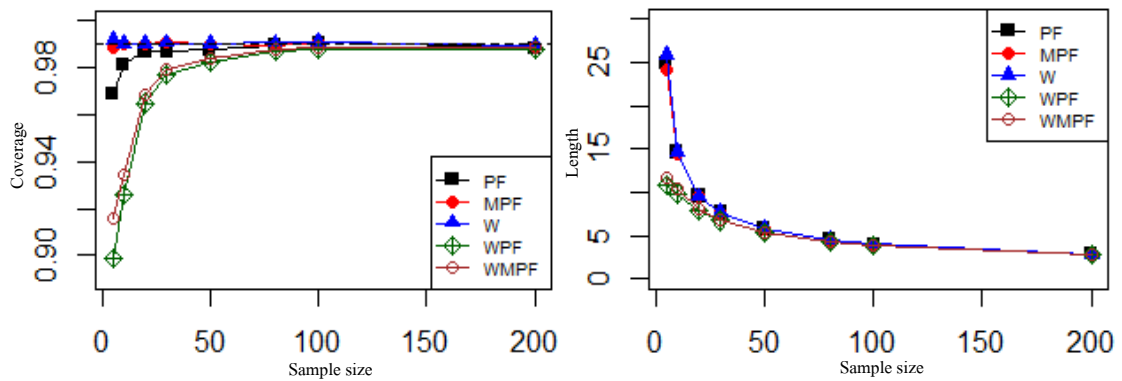 Coverage
0.98
0.94
0.90
PF
MPF
W
WPF
WMPF
0 50 100 150 200
Sample size
Length
25
15
5
0
PF
MPF
W
WPF
WMPF
0 50 100 150 200
Sample size